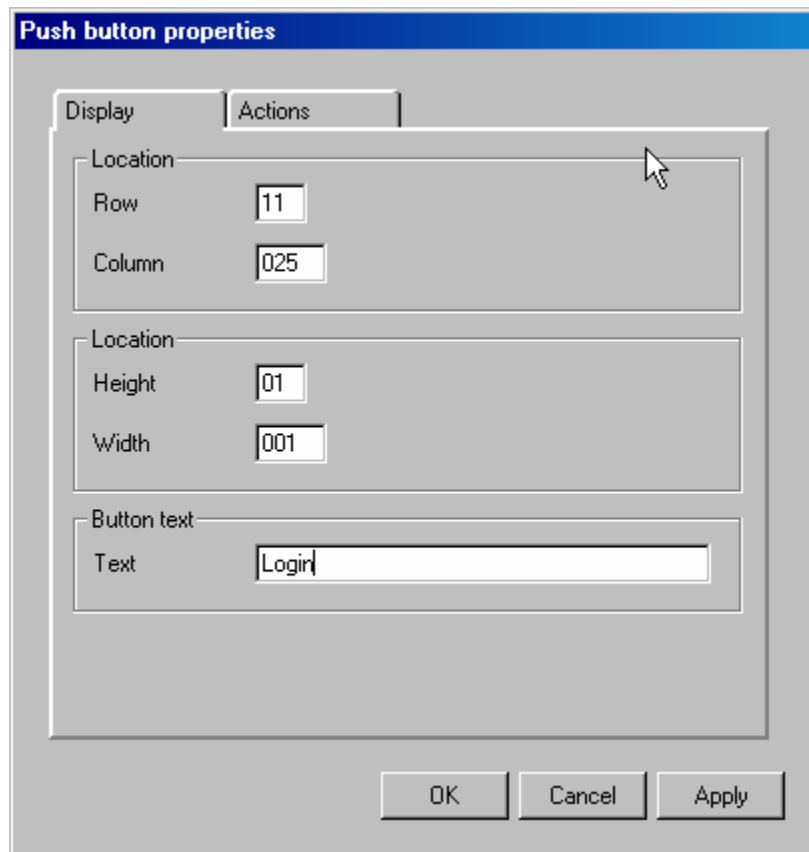 Push button properties
Display Actions
Location
Row 11
Column 025
Location
Height 01
Width 001
Button text
Text Login
OK Cancel Apply